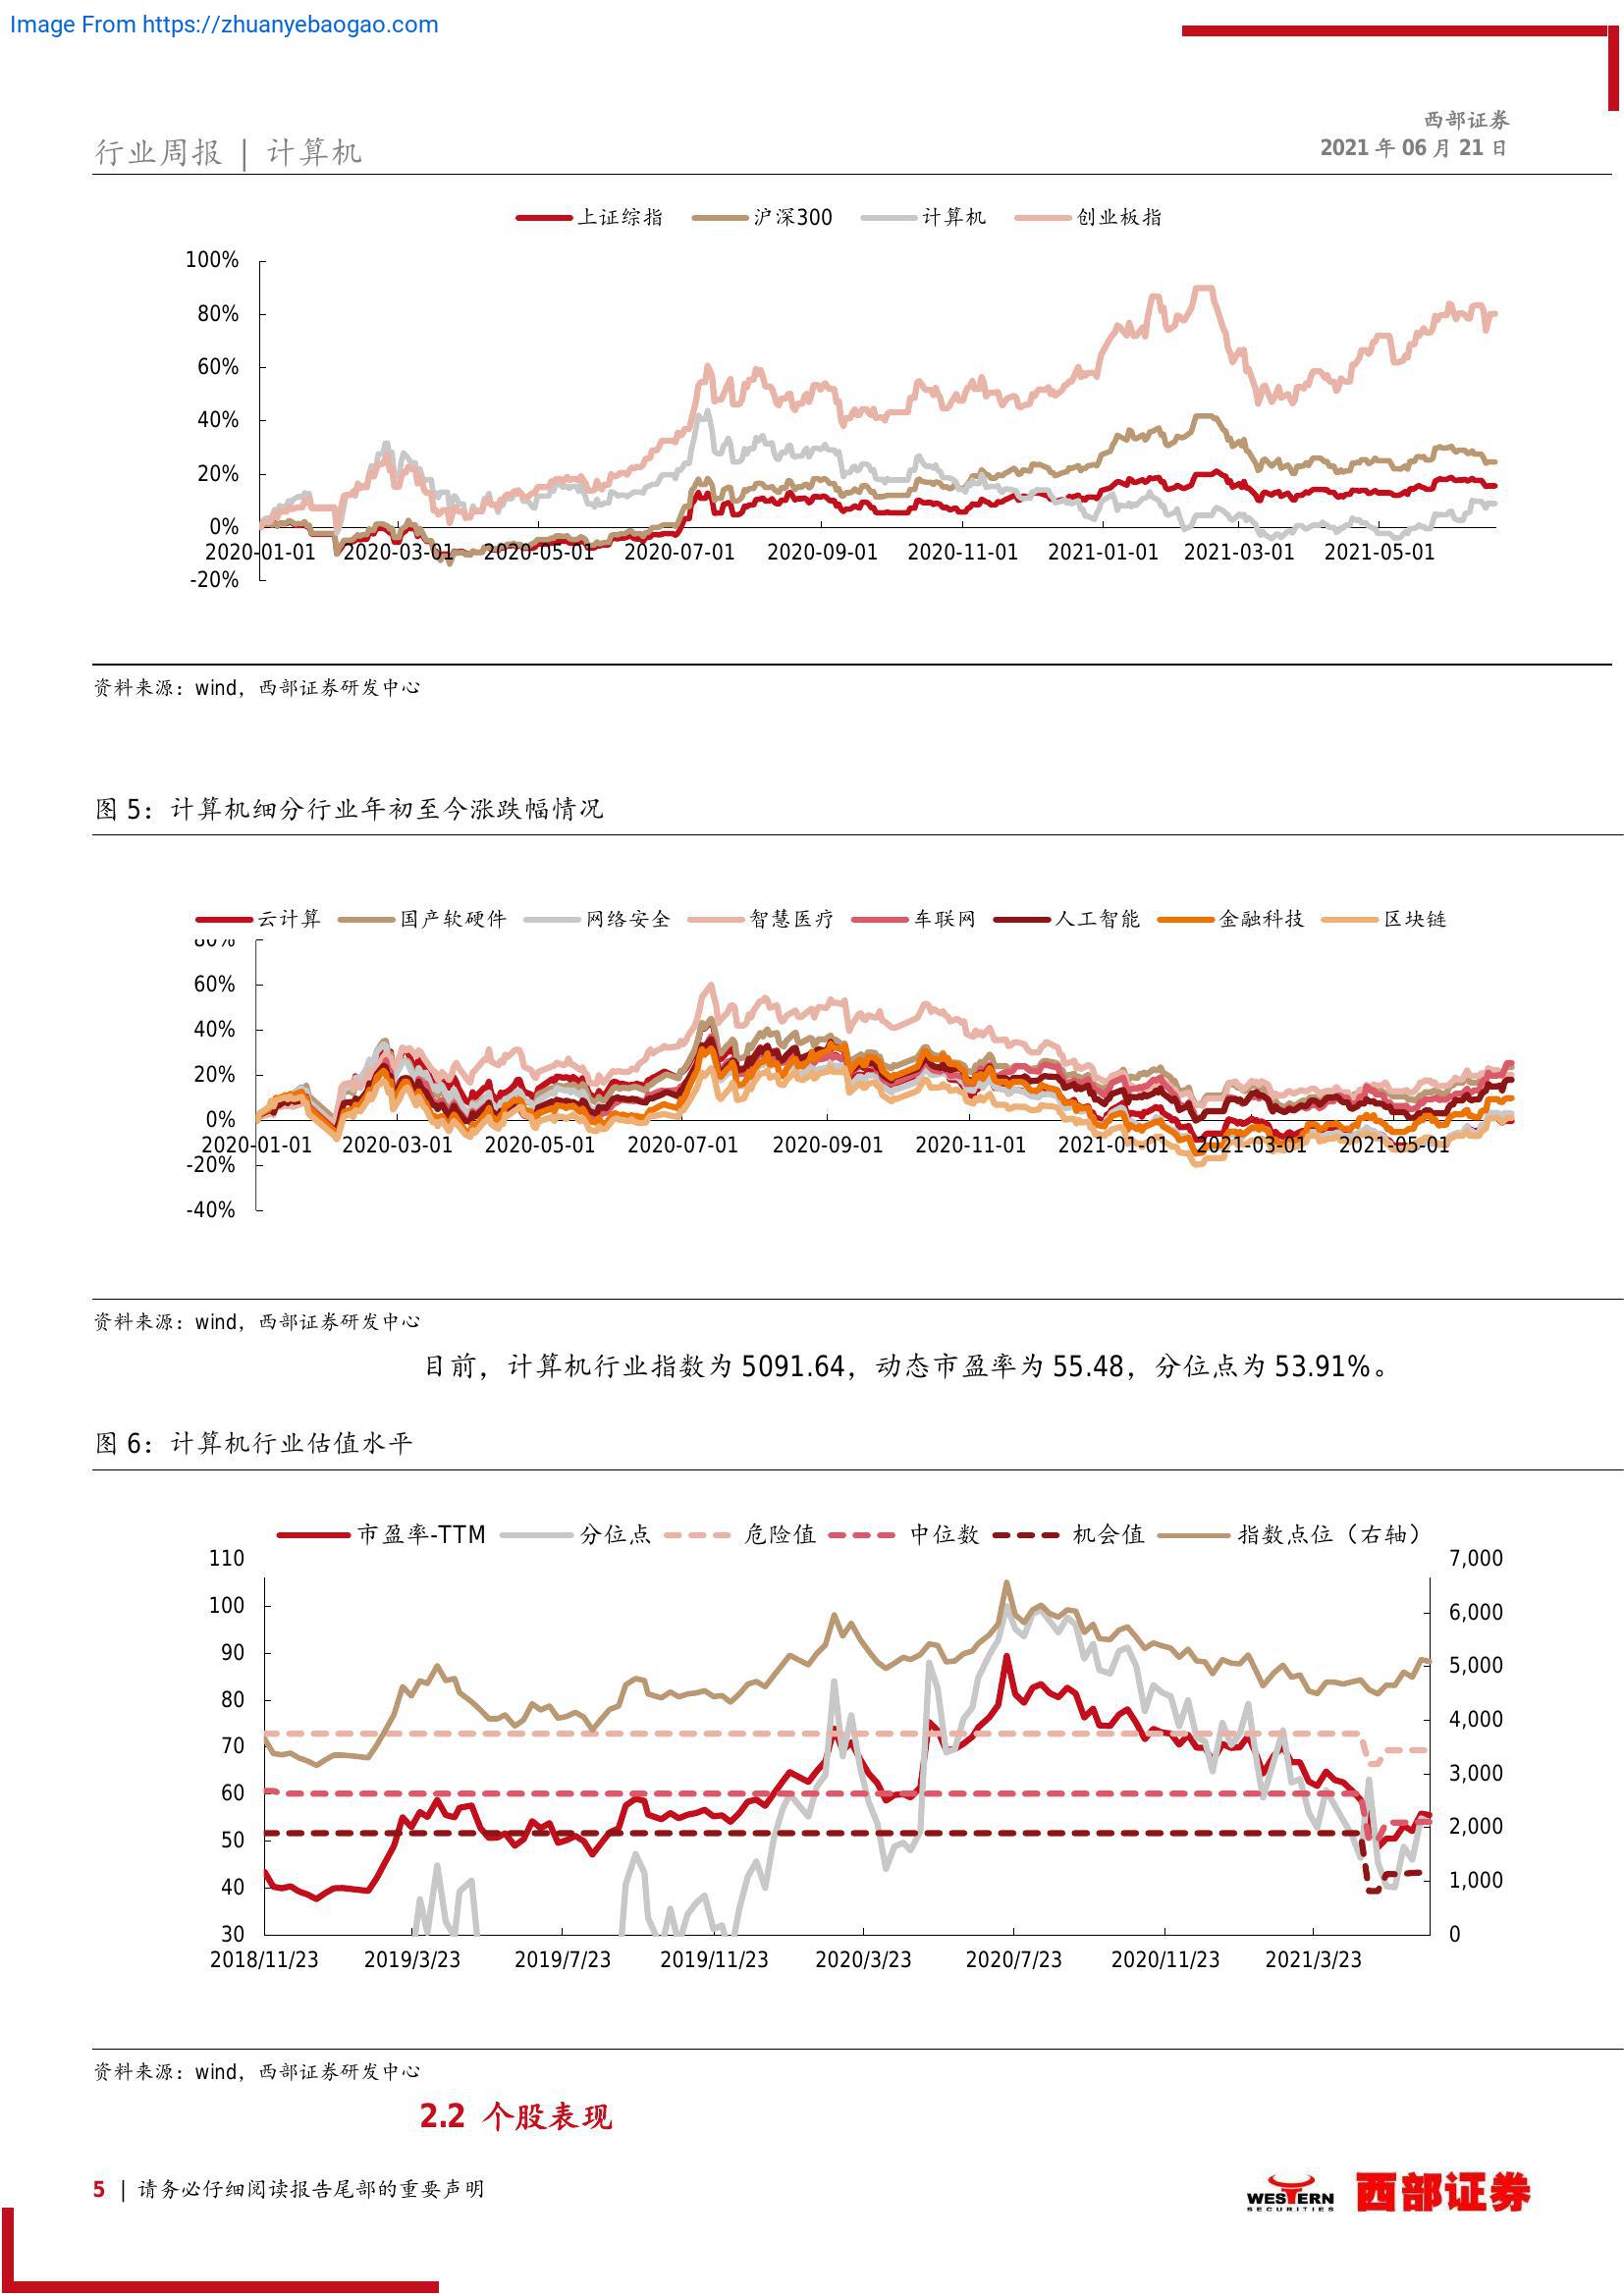 Image From https://zhuanyebaogao.com
西部证券
行业周报 | 计算机
2021 年 06 月 21 日
上证综指 沪深300 计算机 创业板指
100%
80%
60%
40%
20%
0%
2020-01-01 2020-03-01 2020-05-01 2020-07-01 2020-09-01 2020-11-01 2021-01-01 2021-03-01 2021-05-01
-20%
资料来源：wind，西部证券研发中心
图 5：计算机细分行业年初至今涨跌幅情况
云计算 国产软硬件 网络安全 智慧医疗 车联网 人工智能 金融科技 区块链
80%
60%
40%
20%
0%
2020-01-01 2020-03-01 2020-05-01 2020-07-01 2020-09-01 2020-11-01 2021-01-01 2021-03-01 2021-05-01
-20%
-40%
资料来源：wind，西部证券研发中心
目前，计算机行业指数为 5091.64，动态市盈率为 55.48，分位点为 53.91%。
图 6：计算机行业估值水平
市盈率-TTM 分位点 危险值 中位数 机会值 指数点位（右轴）
110 7,000
100 6,000
90
80 5,000
70 4,000
60 3,000
50 2,000
40 1,000
30 0
2018/11/23 2019/3/23 2019/7/23 2019/11/23 2020/3/23 2020/7/23 2020/11/23 2021/3/23
资料来源：wind，西部证券研发中心
2.2 个股表现
5 | 请务必仔细阅读报告尾部的重要声明
WESTERN
SECURITIES
西部证券